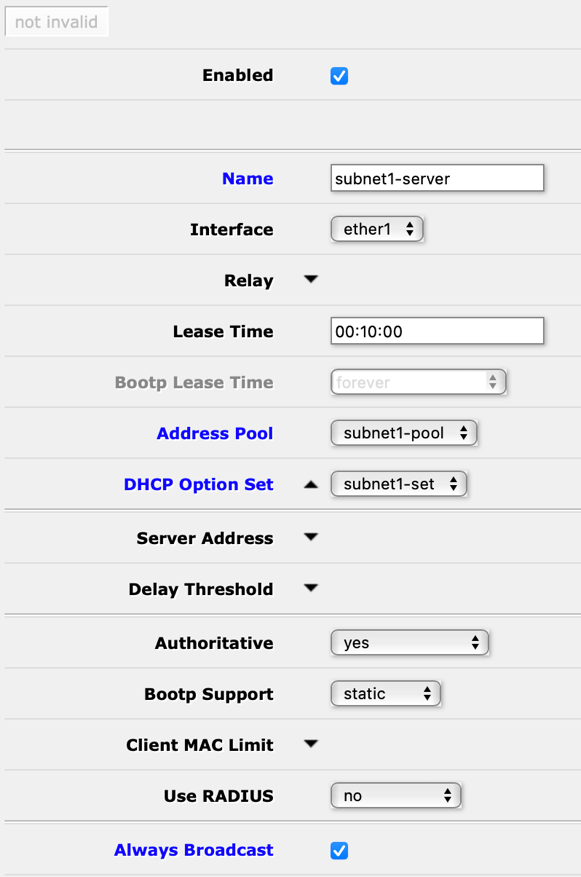 not invalid
Enabled
Name subnet1-server
Interface ether1
Relay
Lease Time 00:10:00
Bootp Lease Time forever
Address Pool subnet1-pool
DHCP Option Set subnet1-set
Server Address
Delay Threshold
Authoritative yes
Bootp Support static
Client MAC Limit
Use RADIUS no
Always Broadcast